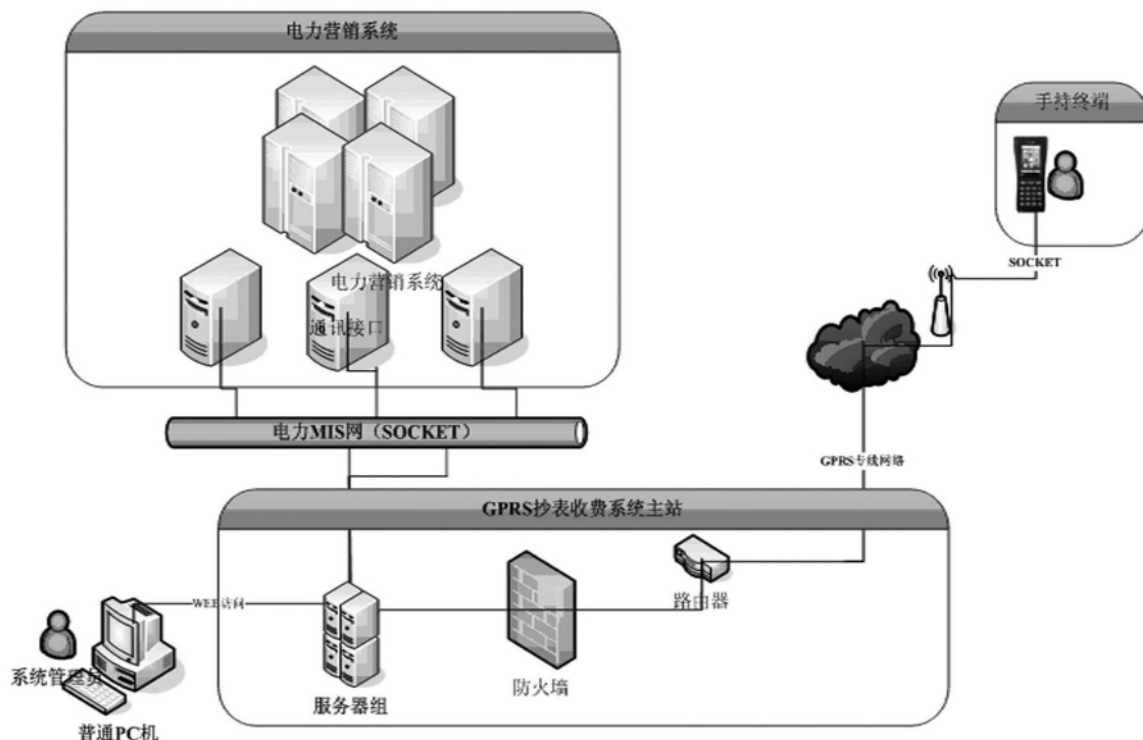 电力营销系统
手持终端
电力营销系统
通讯接口
SOCKET
电力MIS网（SOCKET）
GPRS专线网络
GPRS抄表收费系统主站
路由器
WEB访问
系统管理员
服务器组
防火墙
普通PC机